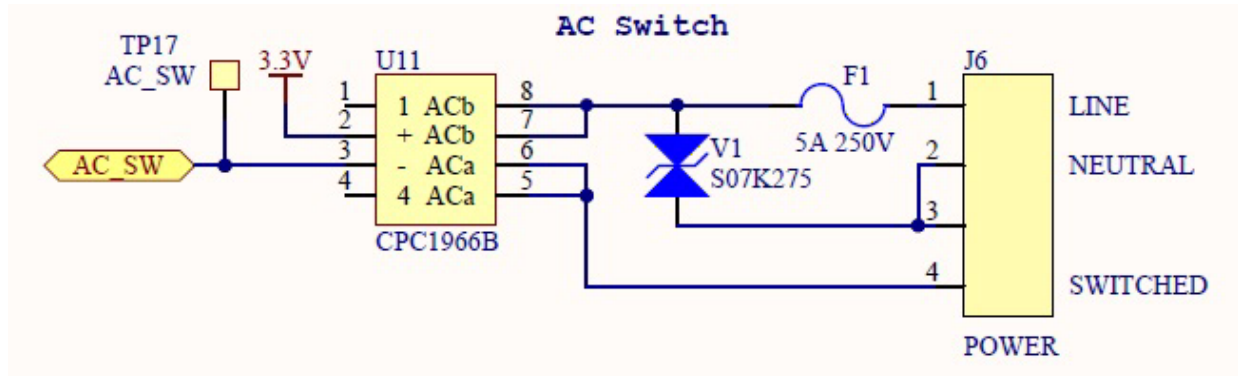 AC Switch
TP17
AC_SW
3.3V
U11
F1
J6
1
1 ACb
8
1
LINE
2
+ ACb
7
5A 250V
AC_SW
3
- ACa
6
V1
S07K275
2
NEUTRAL
4
4 ACa
5
3
CPC1966B
4
SWITCHED
POWER